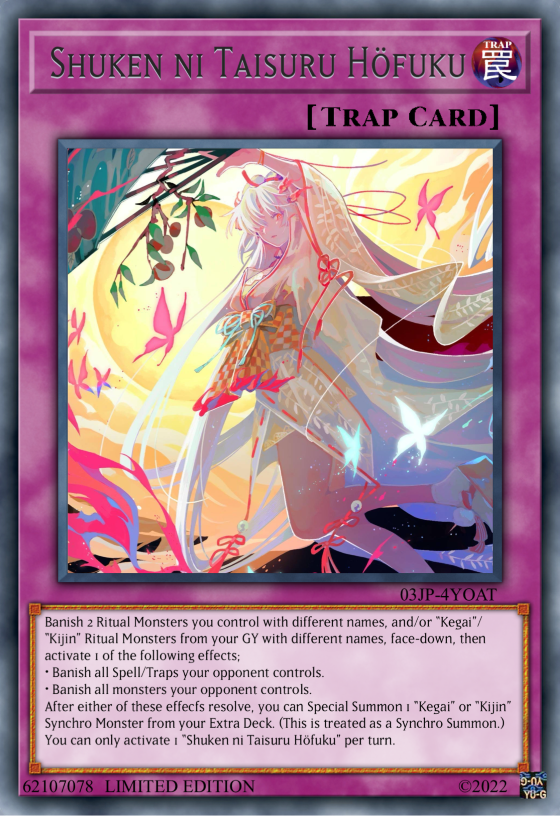 SHUKEN NI TAISURU HÖFUKU
TRAP
罠
[TRAP CARD]
03JP-4YOAT
Banish 2 Ritual Monsters you control with different names, and/or "Kegai"/
"Kijin" Ritual Monsters from your GY with different names, face-down, then
activate 1 of the following effects;
• Banish all Spell/Traps your opponent controls.
• Banish all monsters your opponent controls.
After either of these effecfs resolve, you can Special Summon 1 "Kegai" or "Kijin"
Synchro Monster from your Extra Deck. (This is treated as a Synchro Summon.)
You can only activate 1 "Shuken ni Taisuru Höfuku" per turn.
62107078 LIMITED EDITION
©2022
YU-G
YU-G